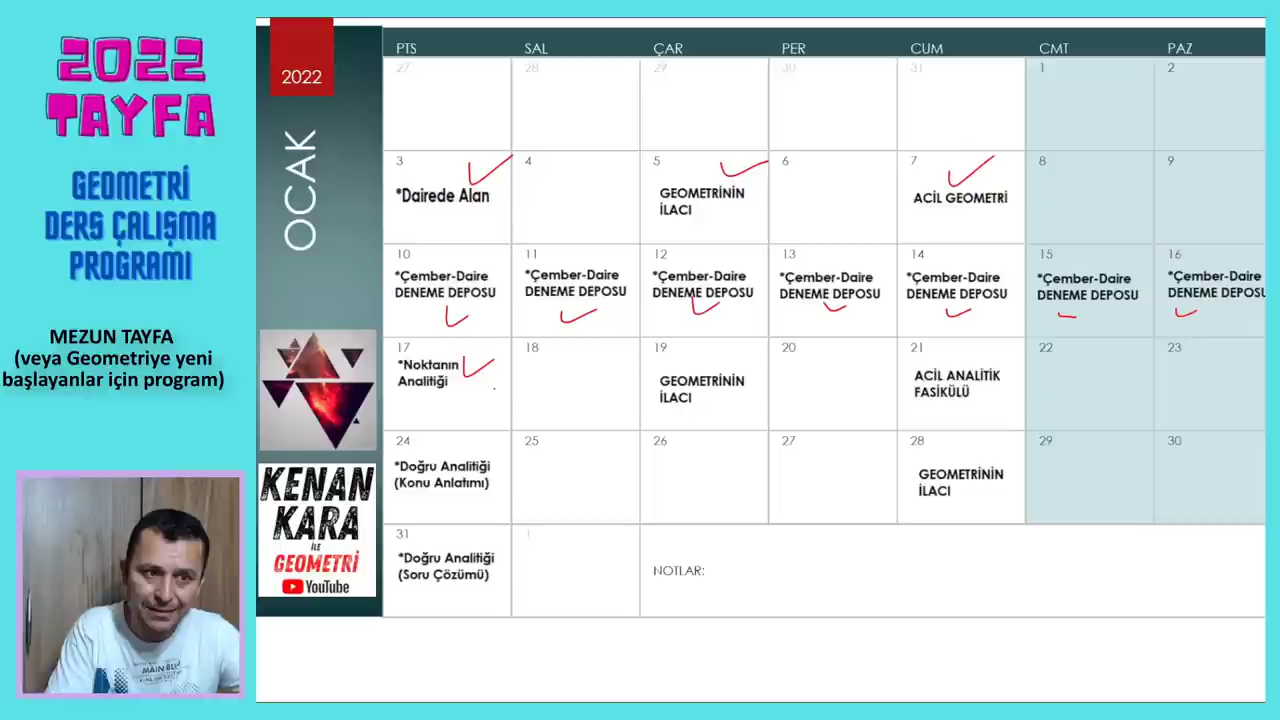 2022
TAYFA
GEOMETRİ
DERS ÇALIŞMA
PROGRAMI
MEZUN TAYFA
(veya Geometriye yeni
başlayanlar için program)
2022
OCAK
KENAN
KARA
İLE
GEOMETRİ
YouTube
PTS SAL ÇAR PER CUM CMT PAZ
27 28 29 30 31 1 2
3 4 5 6 7 8 9
*Dairede Alan
GEOMETRİNİN
İLACI
ACİL GEOMETRİ
10 11 12 13 14 15 16
*Çember-Daire
DENEME DEPOSU
*Çember-Daire
DENEME DEPOSU
*Çember-Daire
DENEME DEPOSU
*Çember-Daire
DENEME DEPOSU
*Çember-Daire
DENEME DEPOSU
*Çember-Daire
DENEME DEPOSU
*Çember-Daire
DENEME DEPOSU
17 18 19 20 21 22 23
*Noktanın
Analitiği
GEOMETRİNİN
İLACI
ACİL ANALİTİK
FASİKÜLÜ
24 25 26 27 28 29 30
*Doğru Analitiği
(Konu Anlatımı)
GEOMETRİNİN
İLACI
31 1
*Doğru Analitiği
(Soru Çözümü)
NOTLAR: